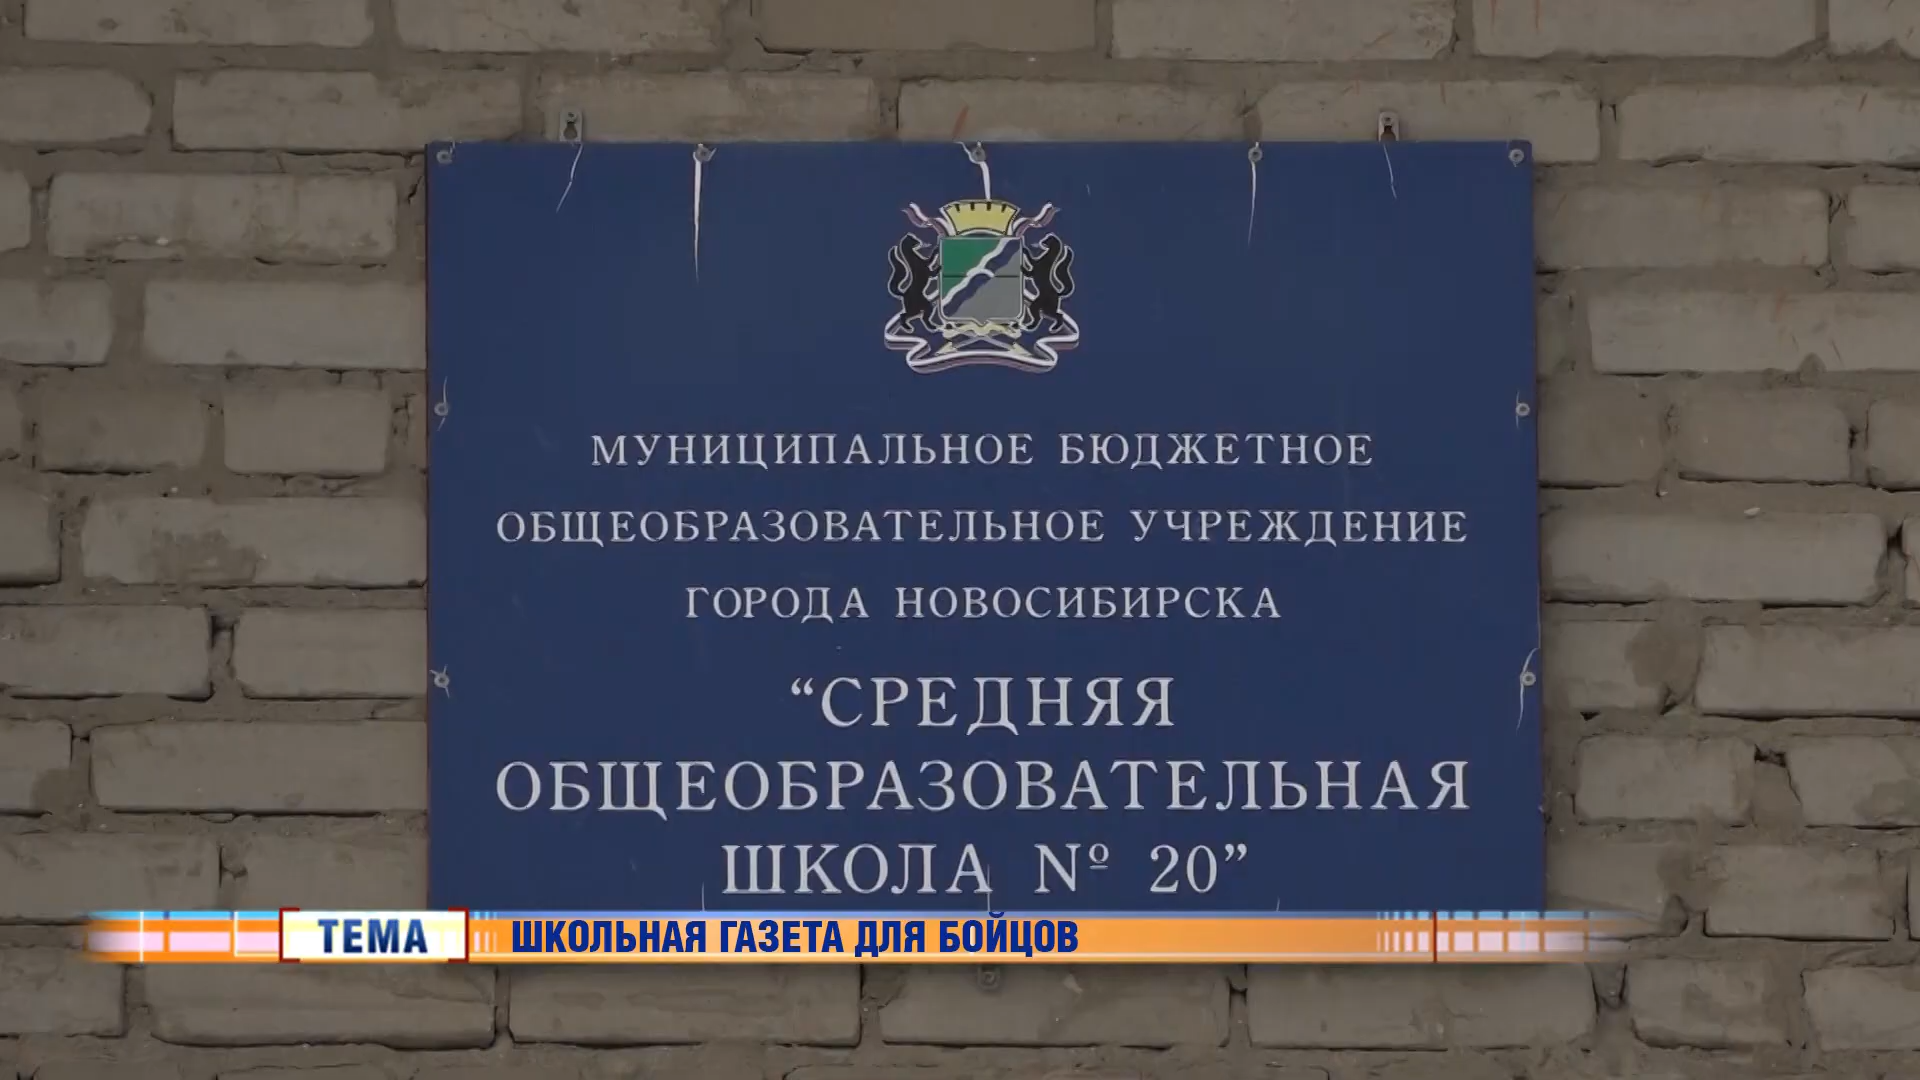 МУНИЦИПАЛЬНОЕ БЮДЖЕТНОЕ
ОБЩЕОБРАЗОВАТЕЛЬНОЕ УЧРЕЖДЕНИЕ
ГОРОДА НОВОСИБИРСКА
“СРЕДНЯЯ
ОБЩЕОБРАЗОВАТЕЛЬНАЯ
ШКОЛА № 20”
ТЕМА ШКОЛЬНАЯ ГАЗЕТА ДЛЯ БОЙЦОВ